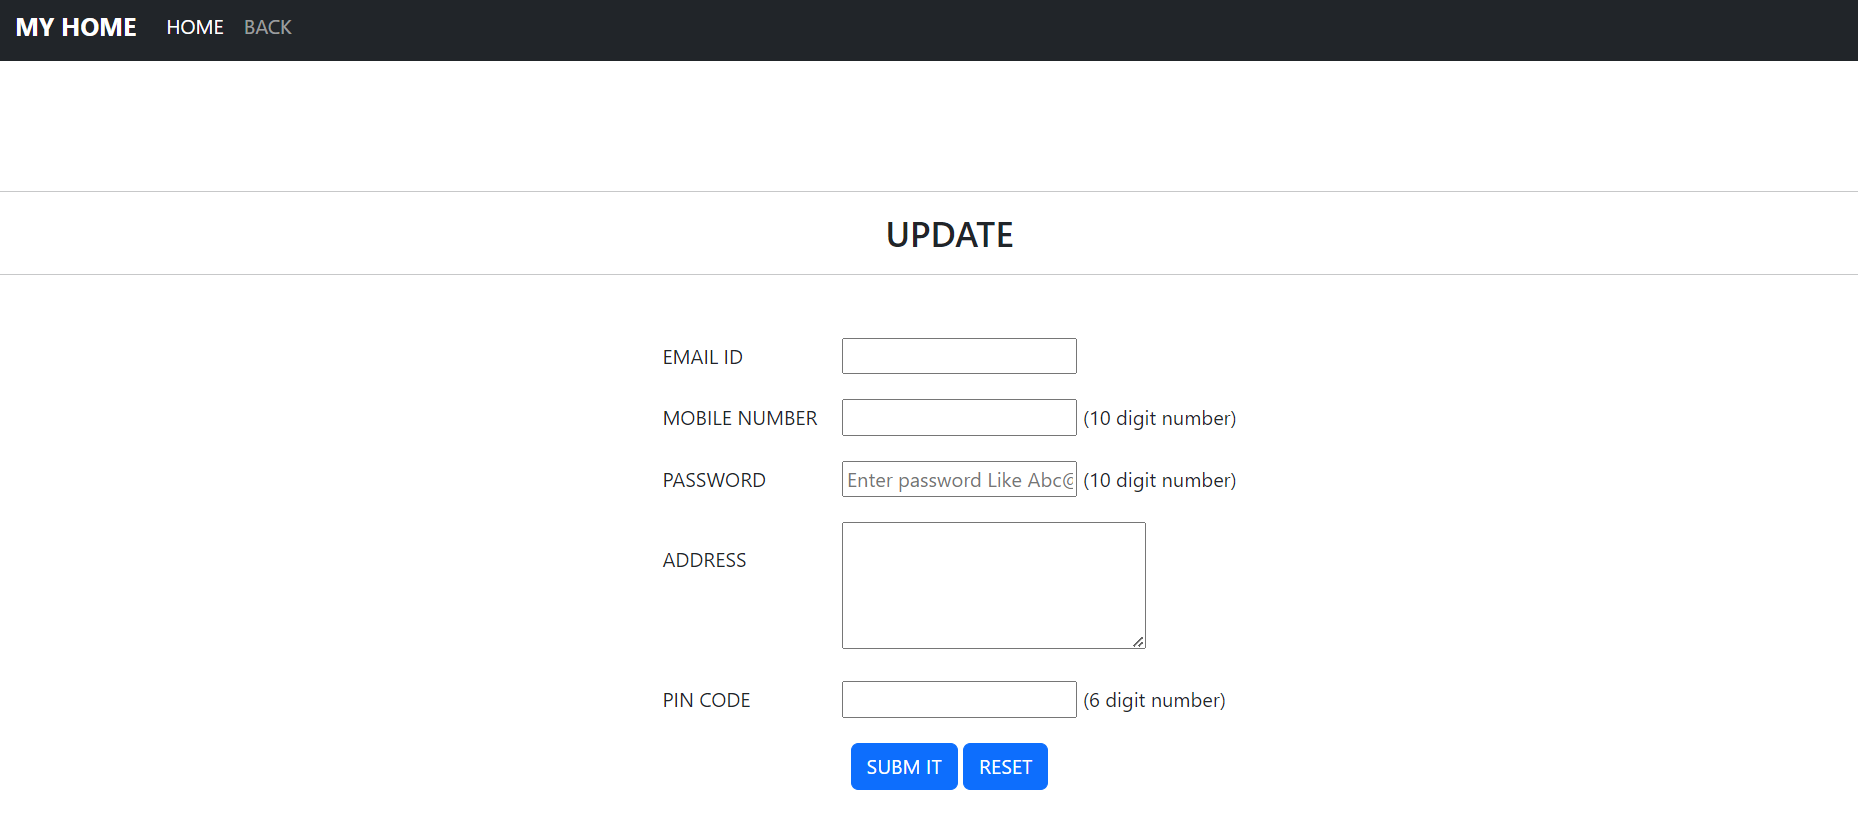 MY HOME HOME BACK
UPDATE
EMAIL ID
MOBILE NUMBER (10 digit number)
PASSWORD Enter password Like Abc@ (10 digit number)
ADDRESS
PIN CODE (6 digit number)
SUBM IT RESET